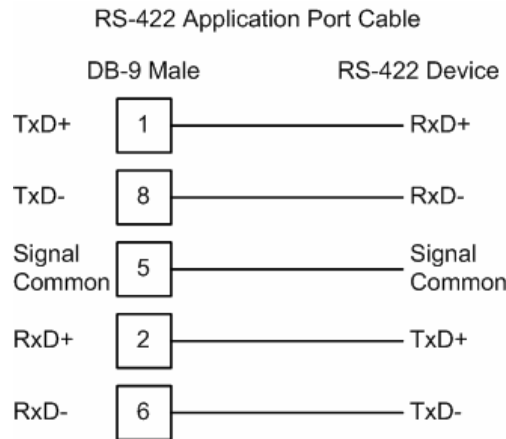 RS-422 Application Port Cable
DB-9 Male RS-422 Device
TxD+ 1 RxD+
TxD- 8 RxD-
Signal Common 5 Signal Common
RxD+ 2 TxD+
RxD- 6 TxD-